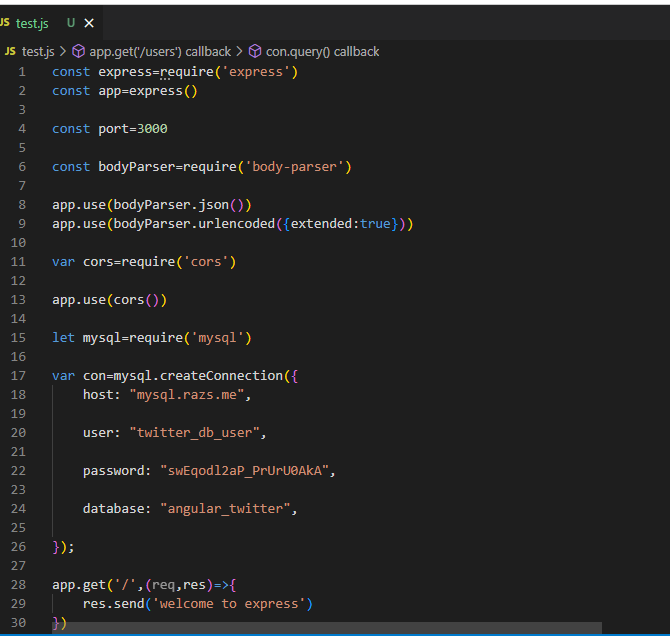 JS test.js U ×
JS test.js > app.get('/users') callback > con.query() callback
1 const express=require('express')
2 const app=express()
3
4 const port=3000
5
6 const bodyParser=require('body-parser')
7
8 app.use(bodyParser.json())
9 app.use(bodyParser.urlencoded({extended:true}))
10
11 var cors=require('cors')
12
13 app.use(cors())
14
15 let mysql=require('mysql')
16
17 var con=mysql.createConnection({
18 host: "mysql.razs.me",
19
20 user: "twitter_db_user",
21
22 password: "swEqodl2aP_PrUrU0AkA",
23
24 database: "angular_twitter",
25
26 });
27
28 app.get('/',(req,res)=>{
29 res.send('welcome to express')
30 })